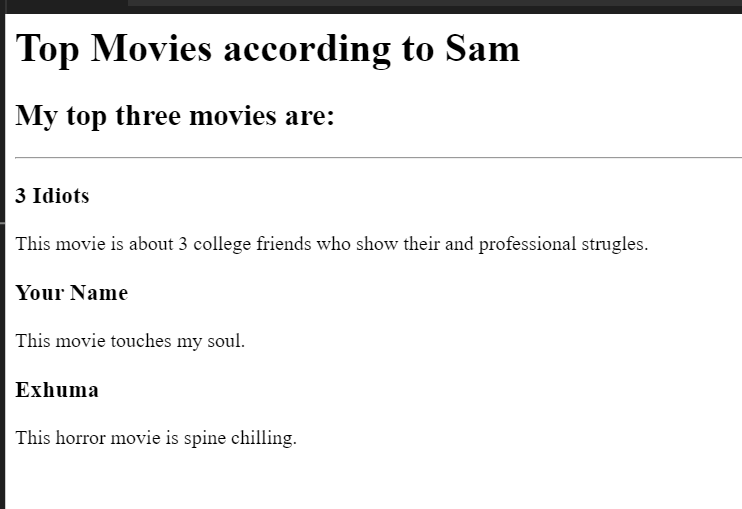 Top Movies according to Sam
My top three movies are:
3 Idiots
This movie is about 3 college friends who show their and professional strugles.
Your Name
This movie touches my soul.
Exhuma
This horror movie is spine chilling.